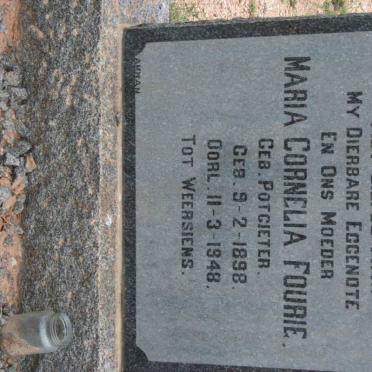 MY DIERBARE EGGENOTE
EN ONS MOEDER
MARIA CORNELIA FOURIE.
GEB. POTGIETER.
GEB. 9-2-1898.
OORL. 11-3-1948.
TOT WEERSIENS.